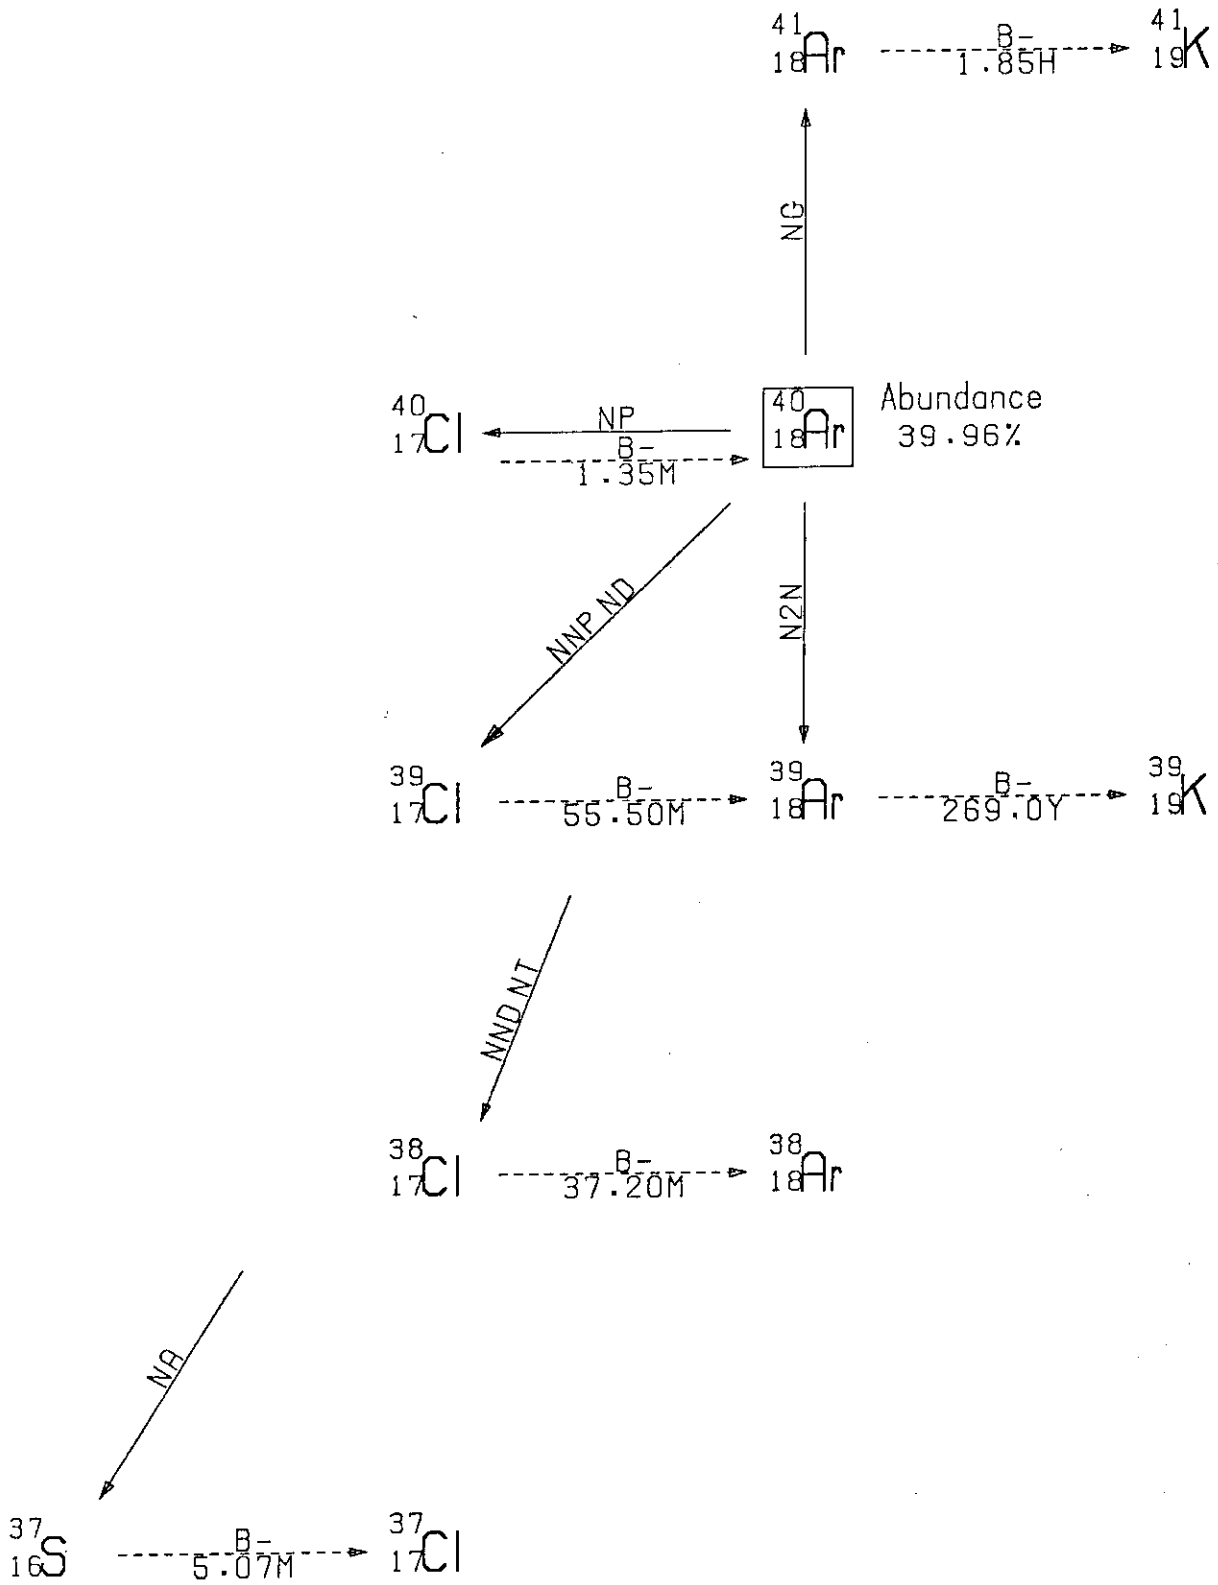 41
18Ar
B-
1.85H
41
19K
NG
40
17Cl
NP
B-
1.35M
40
18Ar
Abundance
39.96%
NNP ND
N2N
39
17Cl
B-
55.50M
39
18Ar
B-
269.0Y
39
19K
NND NT
38
17Cl
B-
37.20M
38
18Ar
NA
37
16S
B-
5.07M
37
17Cl